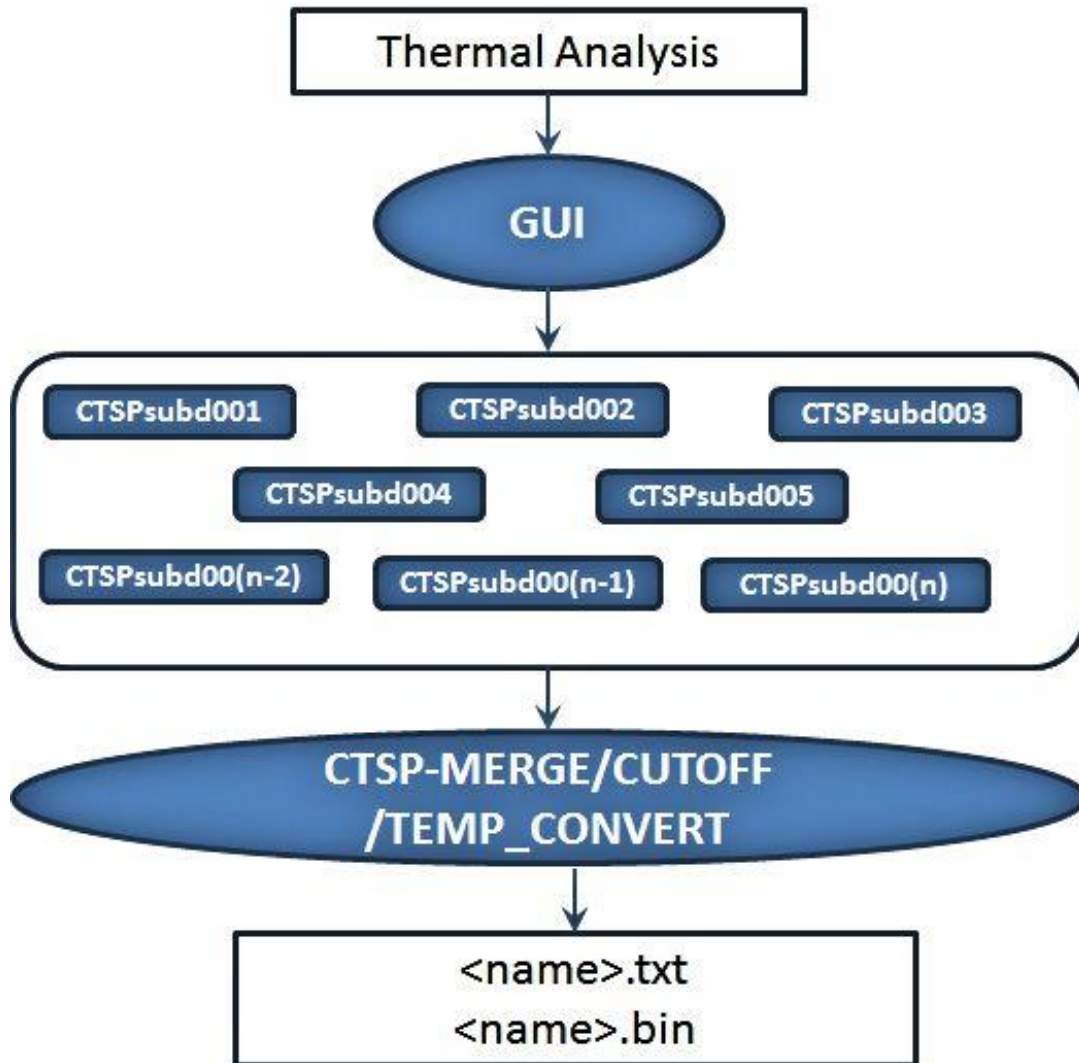 Thermal Analysis
GUI
CTSPsubd001
CTSPsubd002
CTSPsubd003
CTSPsubd004
CTSPsubd005
CTSPsubd00(n-2)
CTSPsubd00(n-1)
CTSPsubd00(n)
CTSP-MERGE/CUTOFF
/TEMP_CONVERT
<name>.txt
<name>.bin